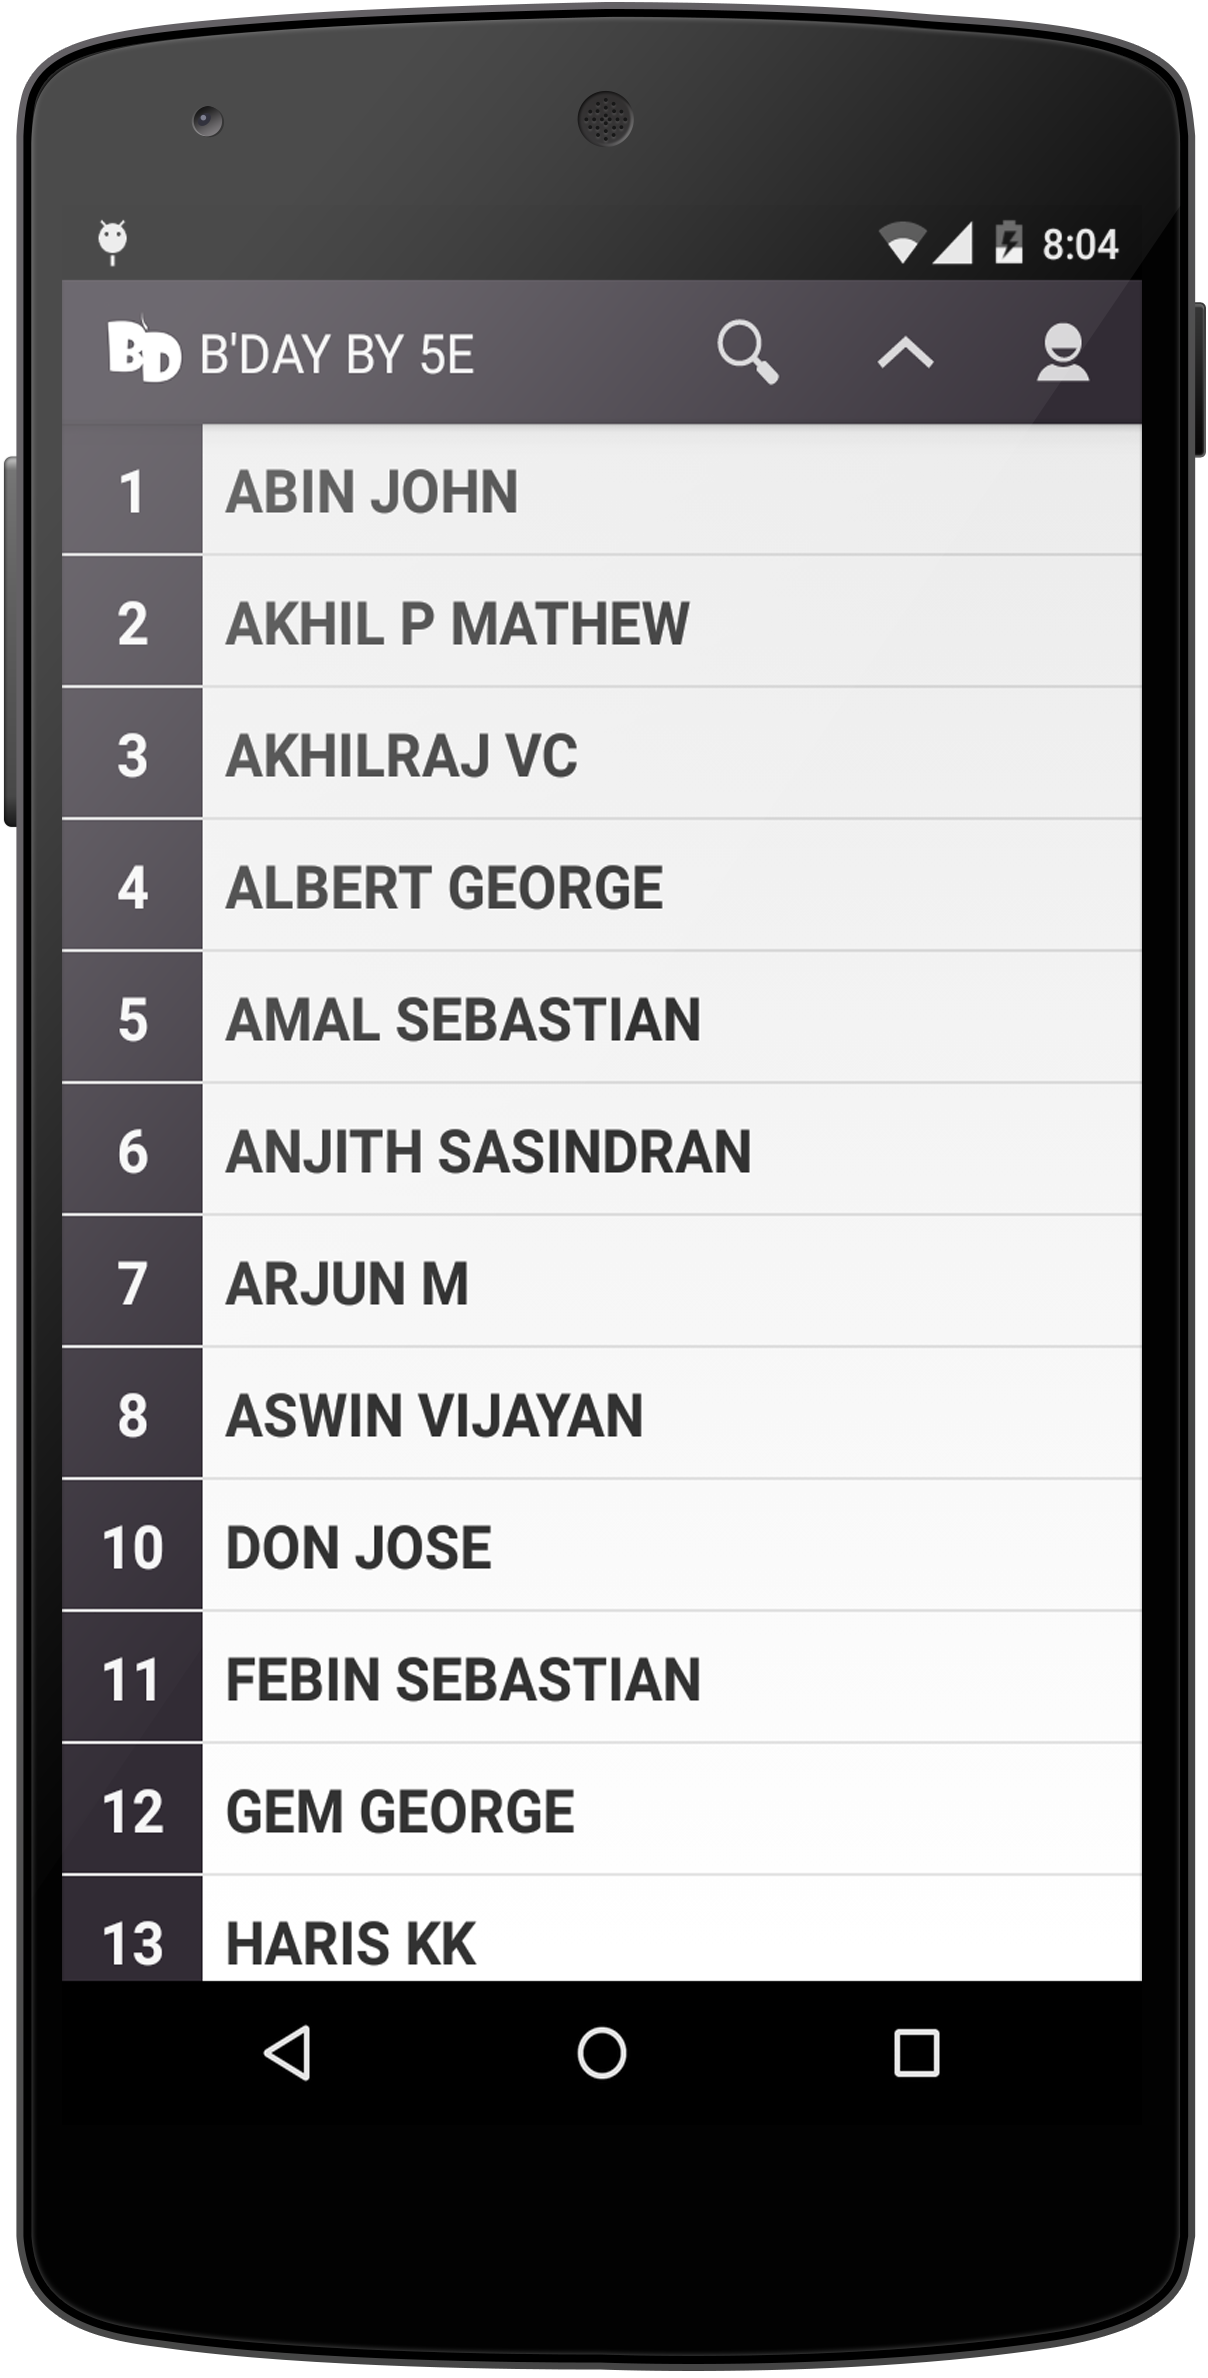 8:04
BD B'DAY BY 5E
1 ABIN JOHN
2 AKHIL P MATHEW
3 AKHILRAJ VC
4 ALBERT GEORGE
5 AMAL SEBASTIAN
6 ANJITH SASINDRAN
7 ARJUN M
8 ASWIN VIJAYAN
10 DON JOSE
11 FEBIN SEBASTIAN
12 GEM GEORGE
13 HARIS KK